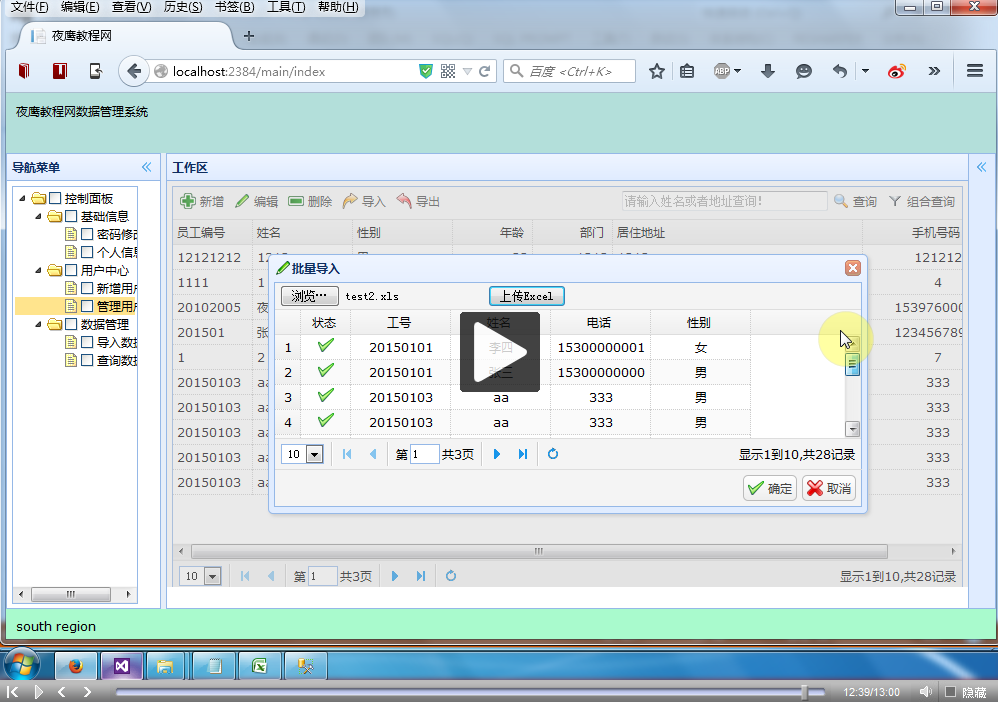 文件(F) 编辑(E) 查看(V) 历史(S) 书签(B) 工具(T) 帮助(H)
夜鹰教程网
localhost:2384/main/index
百度 <Ctrl+K>
ABP
夜鹰教程网数据管理系统
导航菜单
工作区
控制面板
基础信息
密码修改
个人信息
用户中心
新增用户
管理用户
数据管理
导入数据
查询数据
新增 编辑 删除 导入 导出 请输入姓名或者地址查询! 查询 组合查询
员工编号 姓名 性别 年龄 部门 居住地址 手机号码
12121212 121212
1111 1 4
20102005 夜 153976000
201501 张 123456789
1 2 7
20150103 aa 333
20150103 aa 333
20150103 aa 333
20150103 aa 333
20150103 aa 333
批量导入
浏览… test2.xls 上传Excel
状态 工号 姓名 电话 性别
1 20150101 李四 15300000001 女
2 20150101 张三 15300000000 男
3 20150103 aa 333 男
4 20150103 aa 333 男
10 第 1 共3页 显示1到10,共28记录
确定 取消
10 第 1 共3页 显示1到10,共28记录
south region
12:39/13:00 隐藏